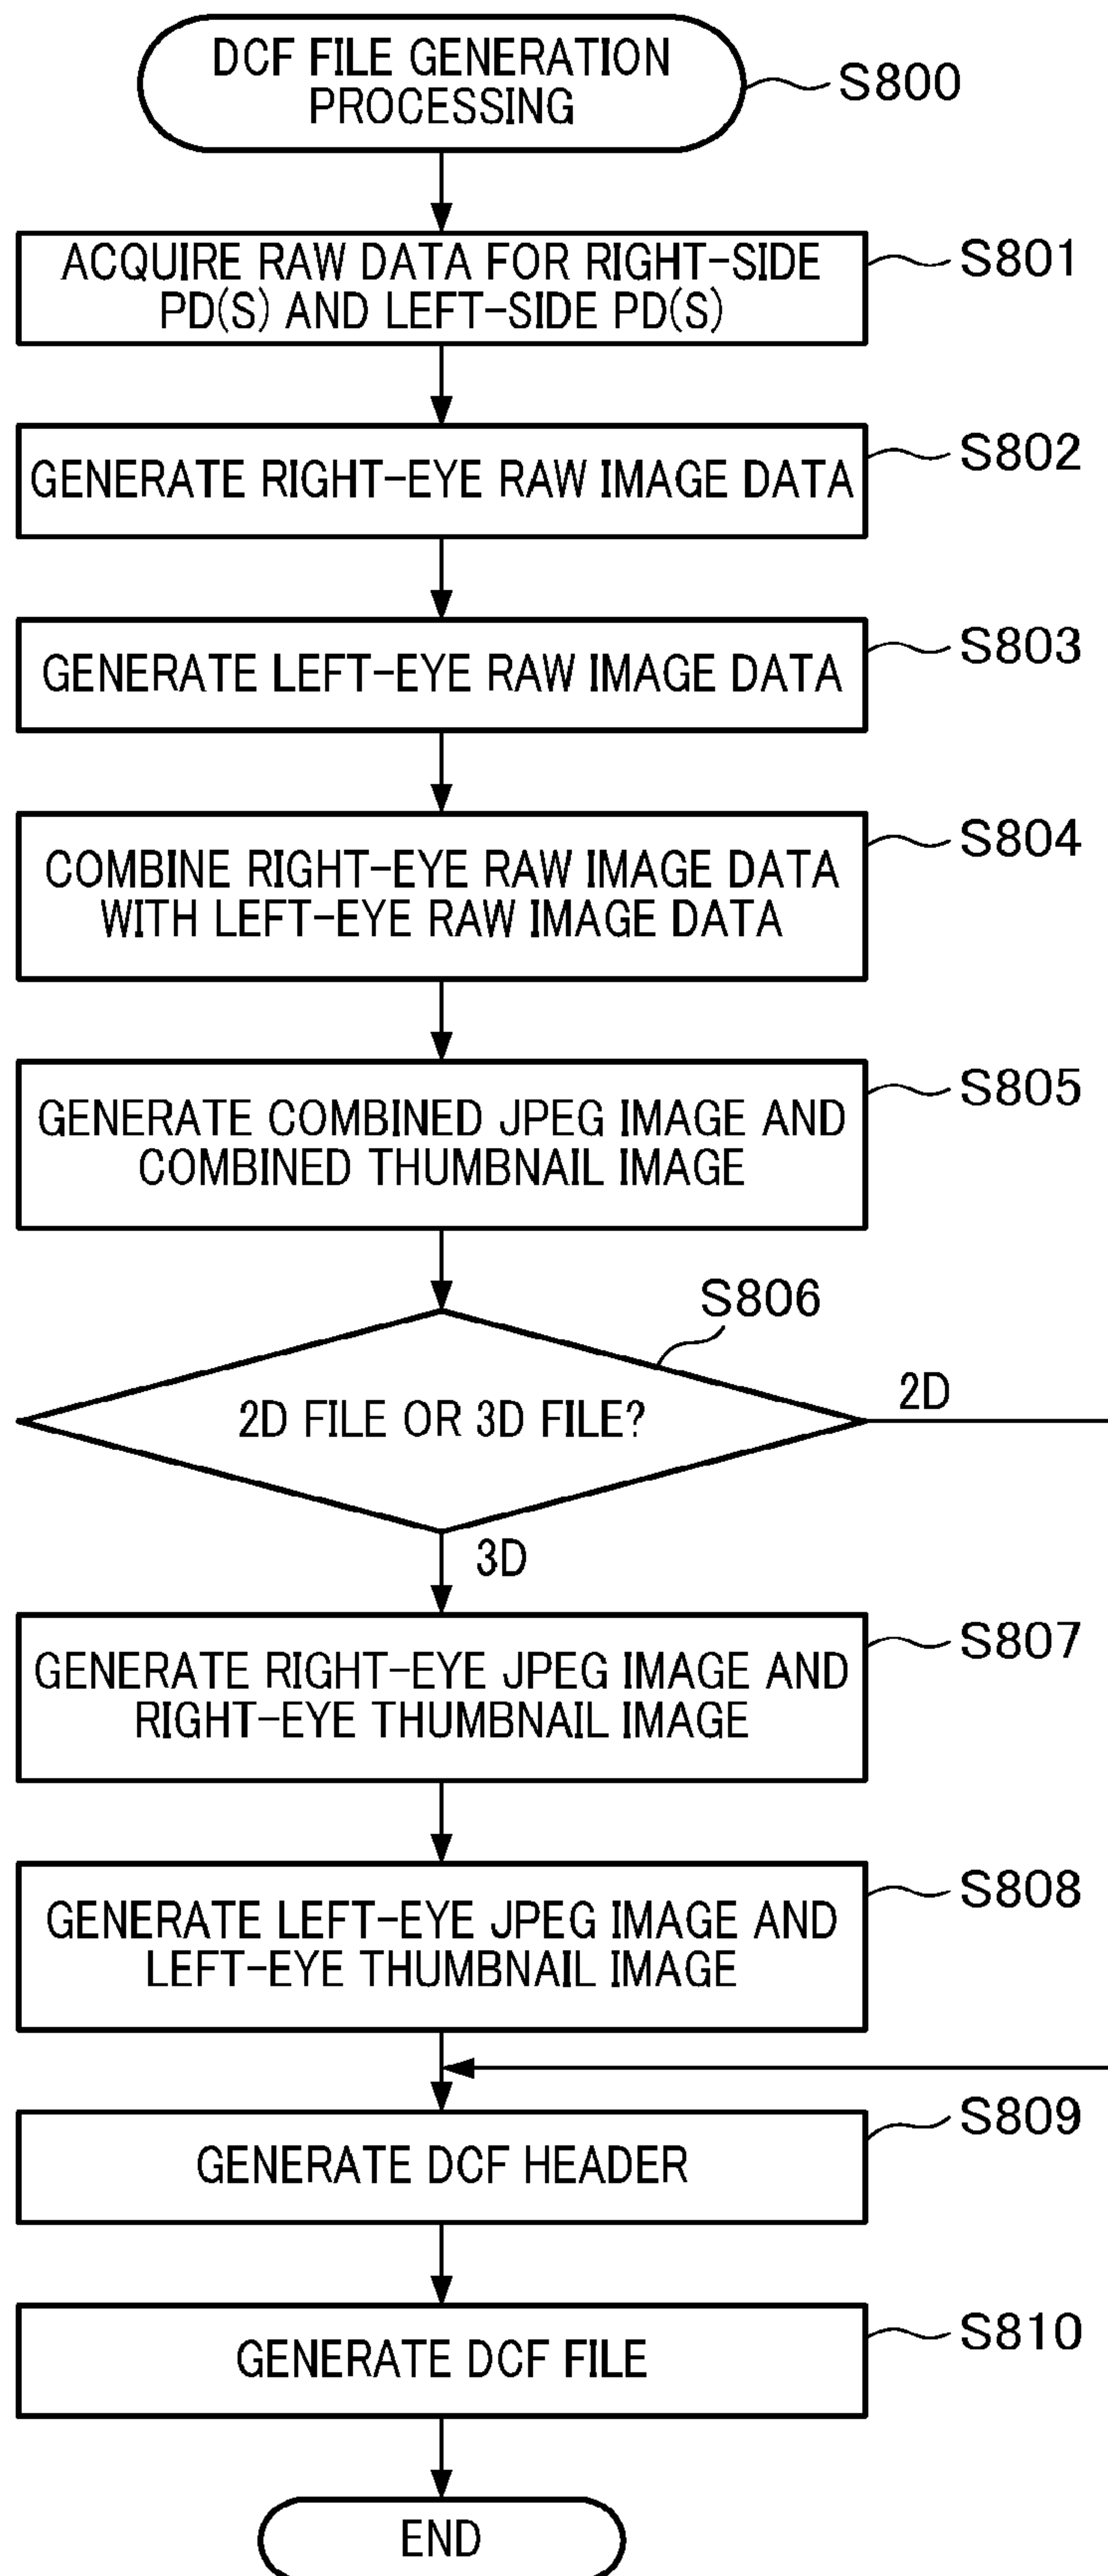 DCF FILE GENERATION
PROCESSING
S800
ACQUIRE RAW DATA FOR RIGHT-SIDE
PD(S) AND LEFT-SIDE PD(S)
S801
GENERATE RIGHT-EYE RAW IMAGE DATA
S802
GENERATE LEFT-EYE RAW IMAGE DATA
S803
COMBINE RIGHT-EYE RAW IMAGE DATA
WITH LEFT-EYE RAW IMAGE DATA
S804
GENERATE COMBINED JPEG IMAGE AND
COMBINED THUMBNAIL IMAGE
S805
S806
2D FILE OR 3D FILE?
2D
3D
GENERATE RIGHT-EYE JPEG IMAGE AND
RIGHT-EYE THUMBNAIL IMAGE
S807
GENERATE LEFT-EYE JPEG IMAGE AND
LEFT-EYE THUMBNAIL IMAGE
S808
GENERATE DCF HEADER
S809
GENERATE DCF FILE
S810
END